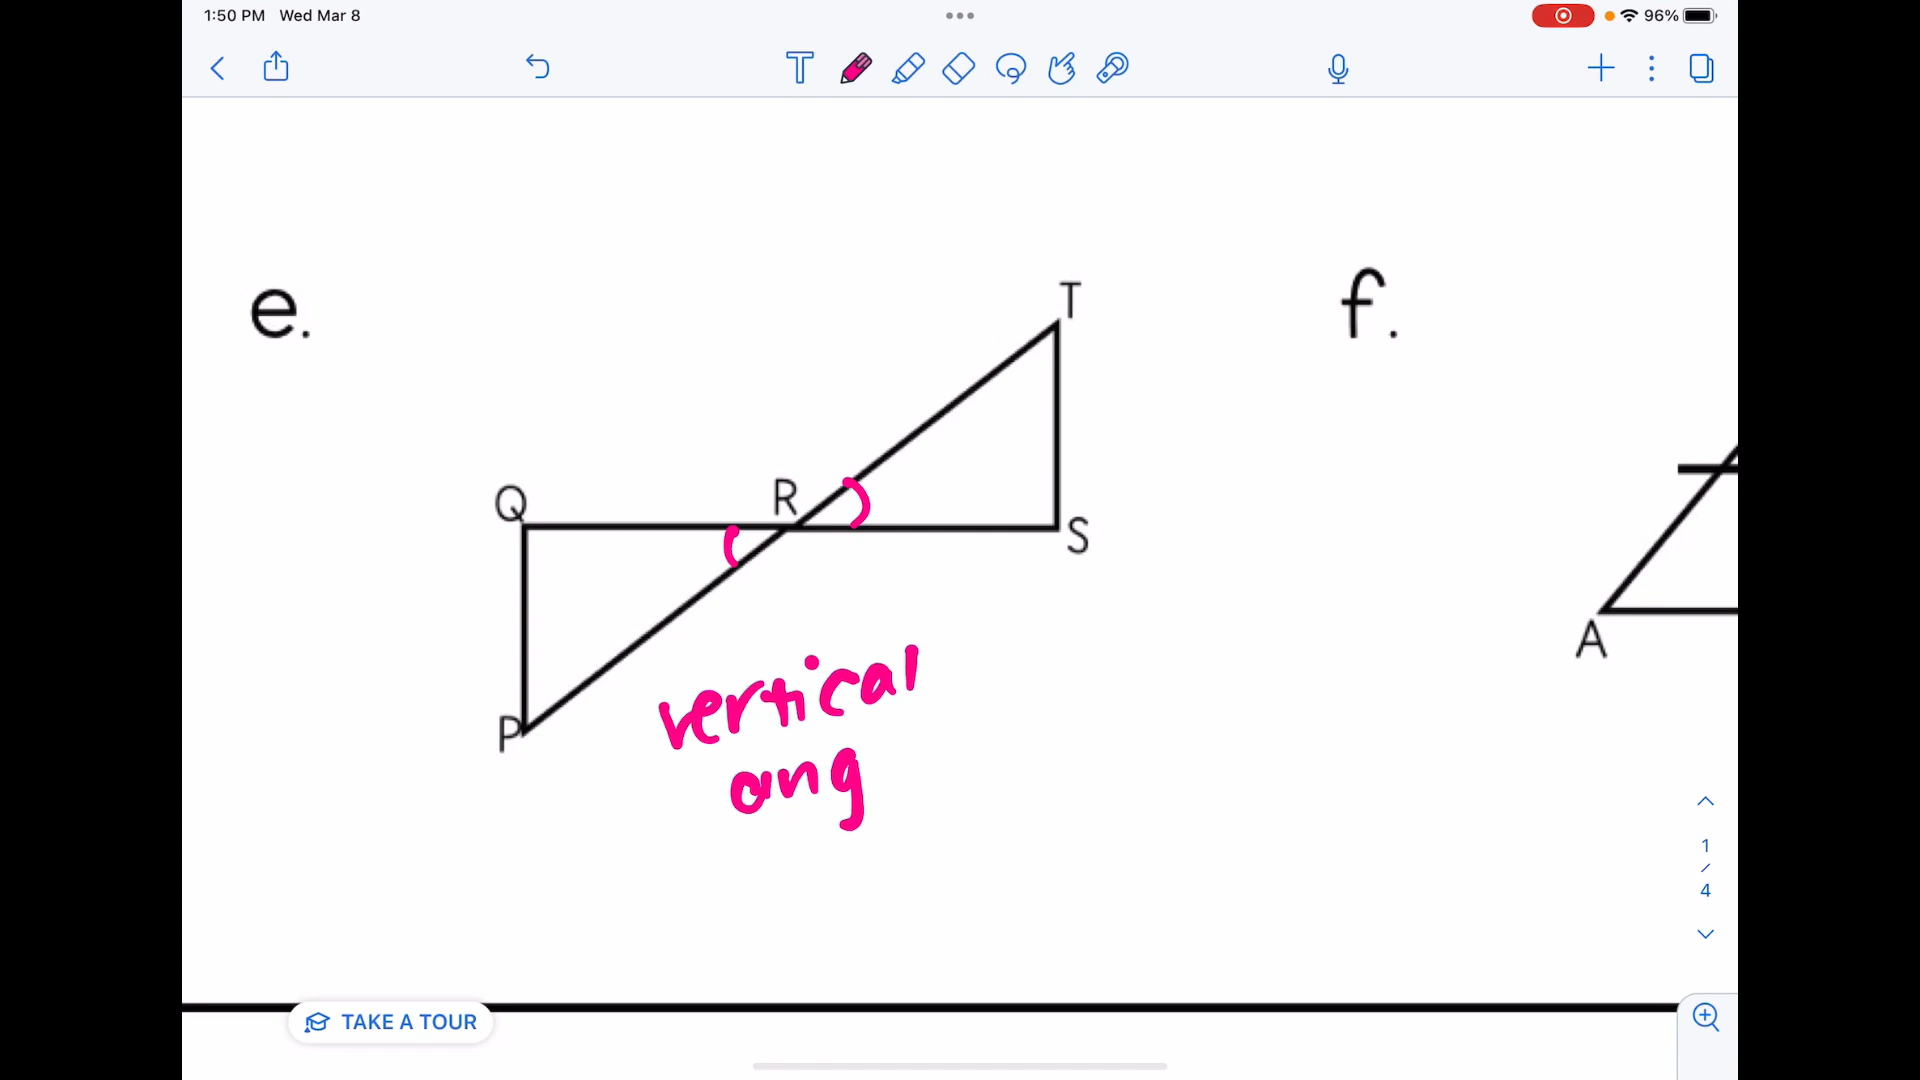 1:50 PM Wed Mar 8
96%
T
e.
f.
T
Q
R
S
A
P
vertical
ang
1
/
4
TAKE A TOUR